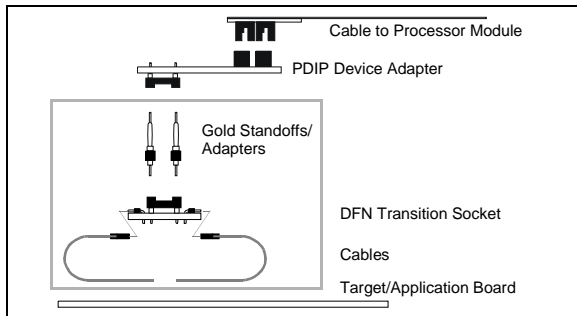 Cable to Processor Module
PDIP Device Adapter
Gold Standoffs/
Adapters
DFN Transition Socket
Cables
Target/Application Board